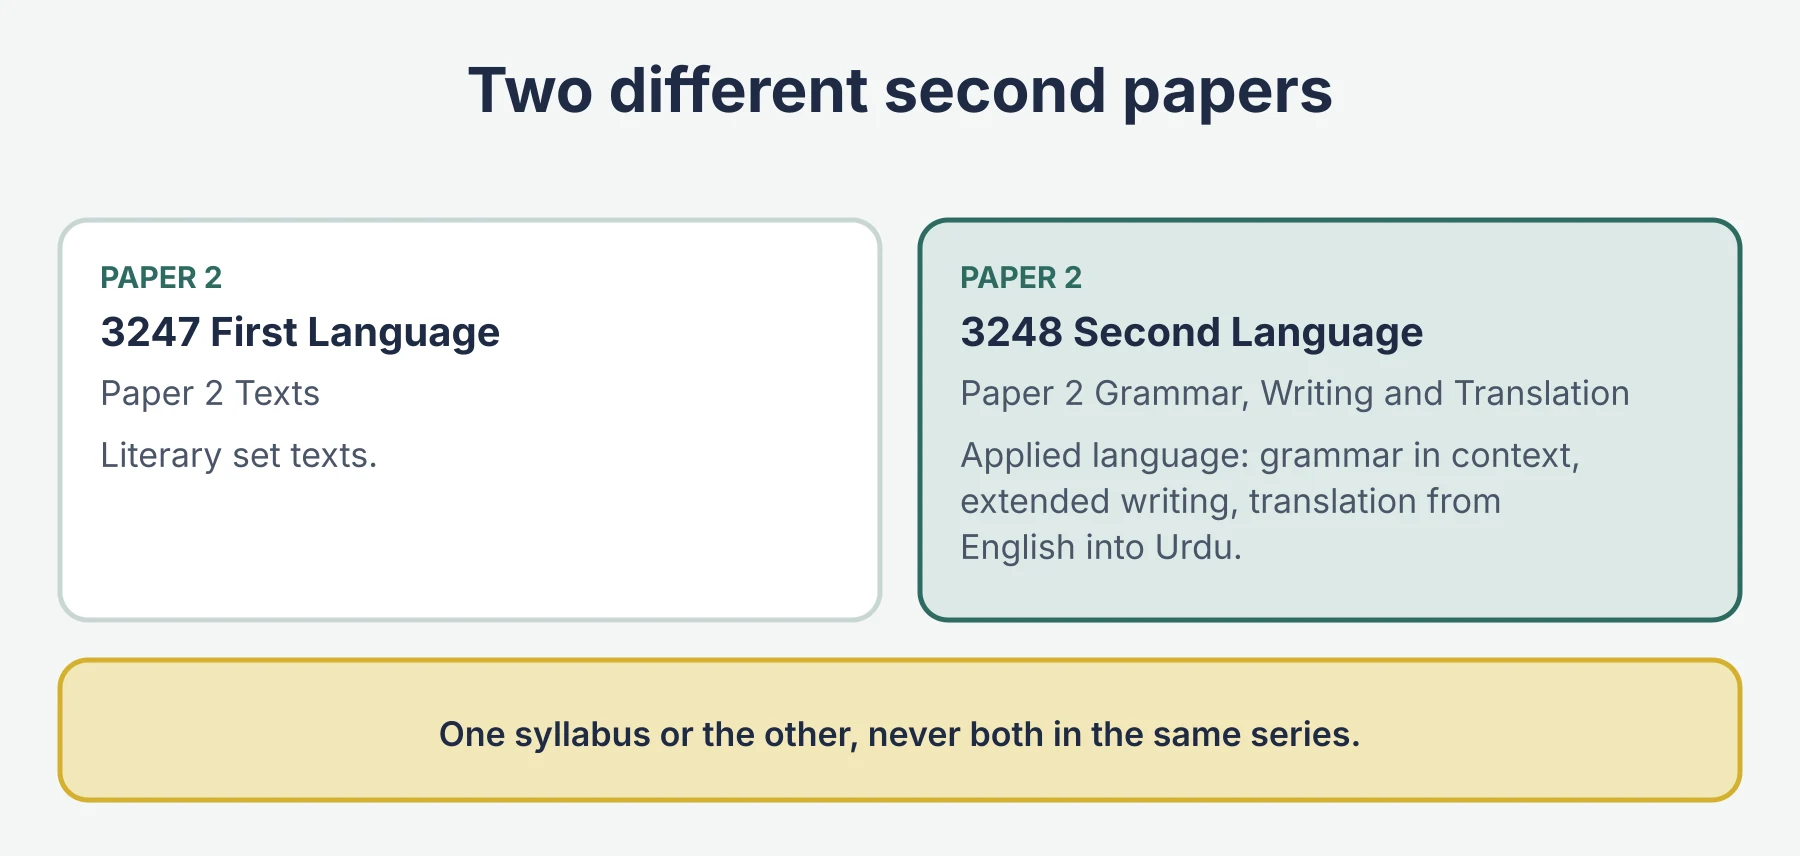 Two different second papers
PAPER 2
3247 First Language
Paper 2 Texts
Literary set texts.
PAPER 2
3248 Second Language
Paper 2 Grammar, Writing and Translation
Applied language: grammar in context,
extended writing, translation from
English into Urdu.
One syllabus or the other, never both in the same series.